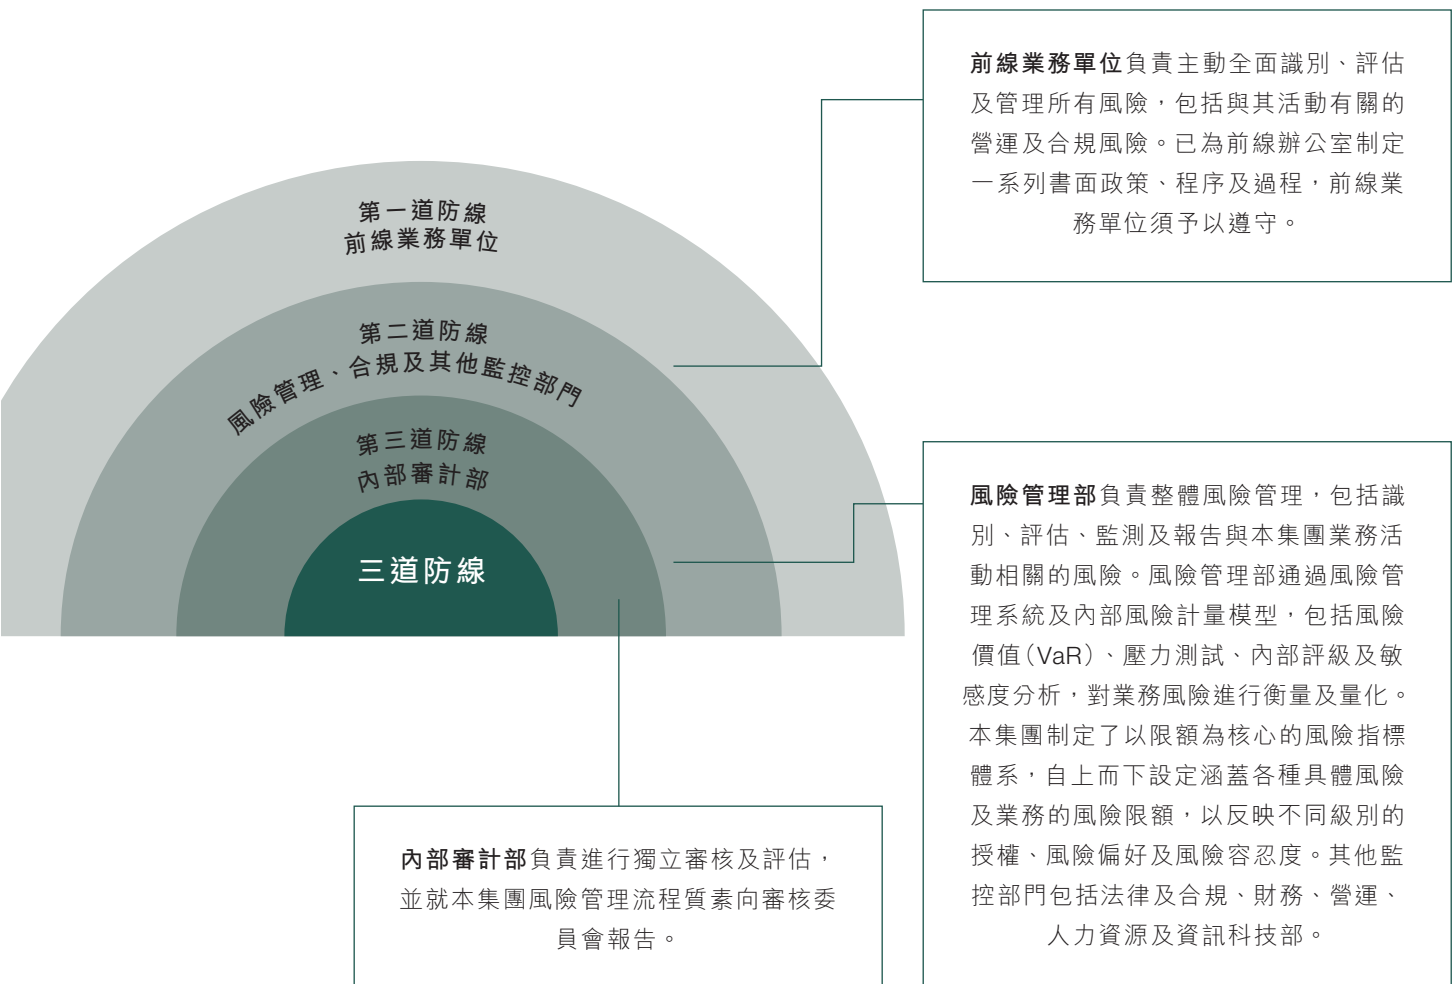 第一道防線
前線業務單位
第二道防線
風險管理、合規及其他監控部門
第三道防線
內部審計部
三道防線
前線業務單位負責主動全面識別、評估
及管理所有風險，包括與其活動有關的
營運及合規風險。已為前線辦公室制定
一系列書面政策、程序及過程，前線業
務單位須予以遵守。
風險管理部負責整體風險管理，包括識
別、評估、監測及報告與本集團業務活
動相關的風險。風險管理部通過風險管
理系統及內部風險計量模型，包括風險
價值（VaR）、壓力測試、內部評級及敏
感度分析，對業務風險進行衡量及量化。
本集團制定了以限額為核心的風險指標
體系，自上而下設定涵蓋各種具體風險
及業務的風險限額，以反映不同級別的
授權、風險偏好及風險容忍度。其他監
控部門包括法律及合規、財務、營運、
人力資源及資訊科技部。
內部審計部負責進行獨立審核及評估，
並就本集團風險管理流程質素向審核委
員會報告。